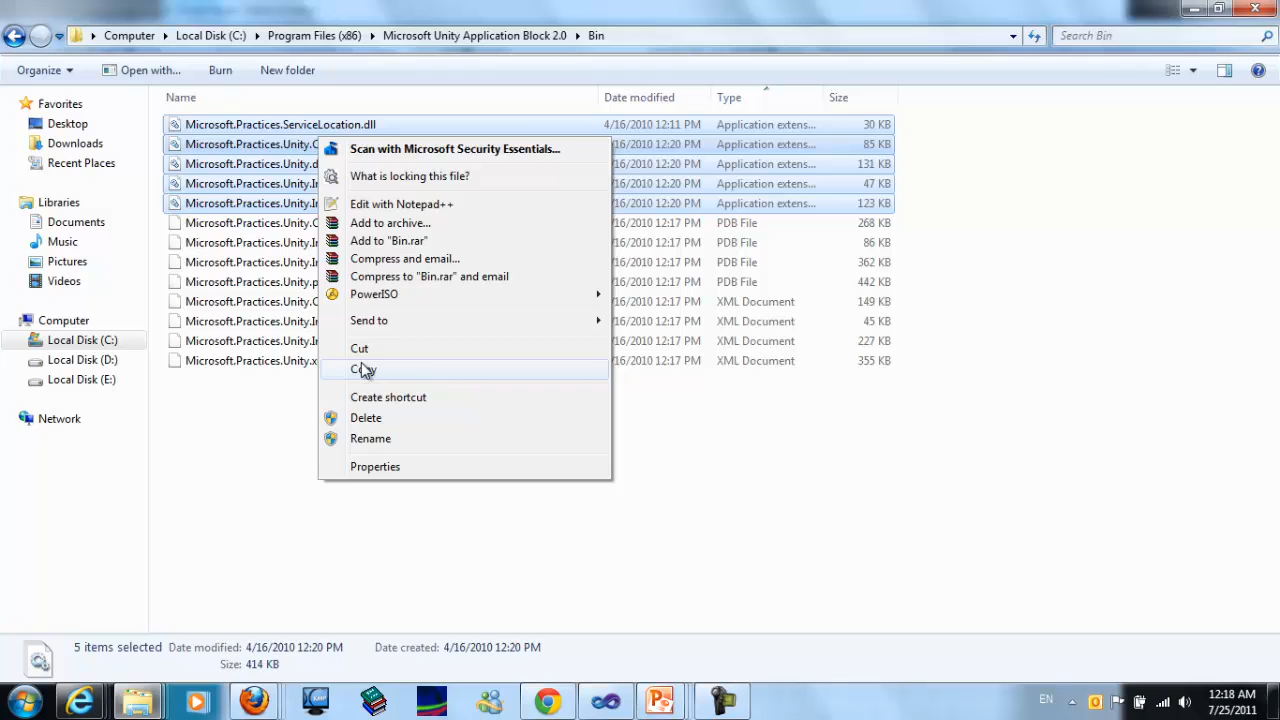 Computer Local Disk (C:) Program Files (x86) Microsoft Unity Application Block 2.0 Bin
Search Bin
Organize Open with... Burn New folder
Name Date modified Type Size
Favorites
Desktop
Downloads
Recent Places
Libraries
Documents
Music
Pictures
Videos
Computer
Local Disk (C:)
Local Disk (D:)
Local Disk (E:)
Network
Microsoft.Practices.ServiceLocation.dll 4/16/2010 12:11 PM Application extens... 30 KB
Microsoft.Practices.Unity.C /16/2010 12:20 PM Application extens... 85 KB
Microsoft.Practices.Unity.d /16/2010 12:20 PM Application extens... 131 KB
Microsoft.Practices.Unity.In /16/2010 12:20 PM Application extens... 47 KB
Microsoft.Practices.Unity.In /16/2010 12:20 PM Application extens... 123 KB
Microsoft.Practices.Unity.C /16/2010 12:17 PM PDB File 268 KB
Microsoft.Practices.Unity.In /16/2010 12:17 PM PDB File 86 KB
Microsoft.Practices.Unity.In /16/2010 12:17 PM PDB File 362 KB
Microsoft.Practices.Unity.p /16/2010 12:17 PM PDB File 442 KB
Microsoft.Practices.Unity.C /16/2010 12:17 PM XML Document 149 KB
Microsoft.Practices.Unity.In /16/2010 12:17 PM XML Document 45 KB
Microsoft.Practices.Unity.In /16/2010 12:17 PM XML Document 227 KB
Microsoft.Practices.Unity.x /16/2010 12:17 PM XML Document 355 KB
Scan with Microsoft Security Essentials...
What is locking this file?
Edit with Notepad++
Add to archive...
Add to "Bin.rar"
Compress and email...
Compress to "Bin.rar" and email
PowerISO
Send to
Cut
Copy
Create shortcut
Delete
Rename
Properties
5 items selected Date modified: 4/16/2010 12:20 PM Date created: 4/16/2010 12:20 PM
Size: 414 KB
EN
12:18 AM
7/25/2011